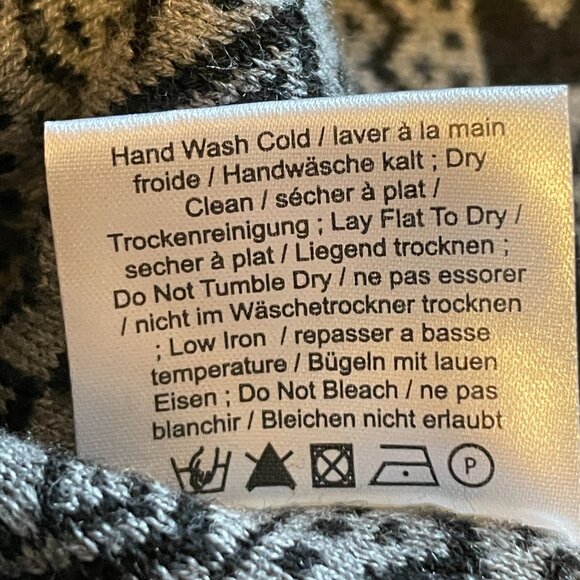 Hand Wash Cold / laver à la main
froide / Handwäsche kalt ; Dry
Clean / sécher à plat /
Trockenreinigung ; Lay Flat To Dry /
secher à plat / Liegend trocknen ;
Do Not Tumble Dry / ne pas essorer
/ nicht im Wäschetrockner trocknen
; Low Iron / repasser a basse
temperature / Bügeln mit lauen
Eisen ; Do Not Bleach / ne pas
blanchir / Bleichen nicht erlaubt
P